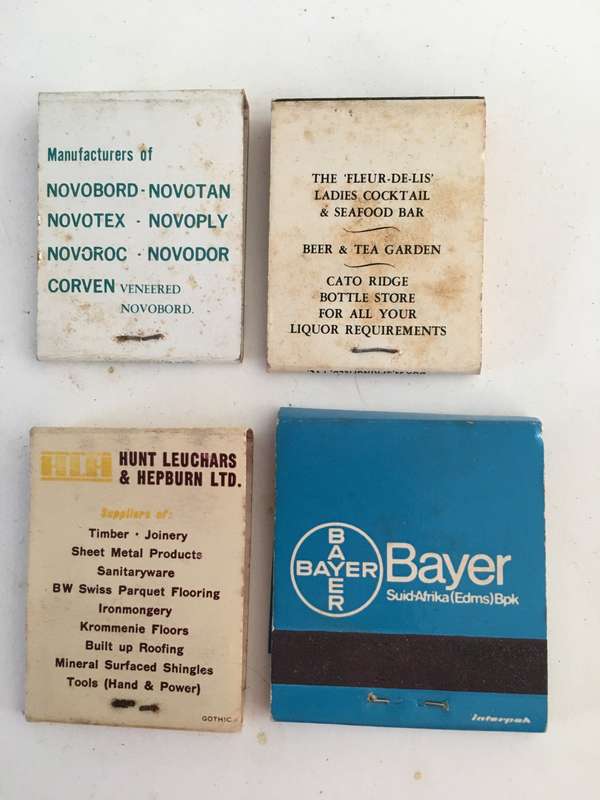 Manufacturers of
NOVOBORD · NOVOTAN
NOVOTEX · NOVOPLY
NOVOROC · NOVODOR
CORVEN VENEERED
NOVOBORD.
THE 'FLEUR-DE-LIS'
LADIES COCKTAIL
& SEAFOOD BAR
BEER & TEA GARDEN
CATO RIDGE
BOTTLE STORE
FOR ALL YOUR
LIQUOR REQUIREMENTS
HLH HUNT LEUCHARS
& HEPBURN LTD.
Suppliers of:
Timber · Joinery
Sheet Metal Products
Sanitaryware
BW Swiss Parquet Flooring
Ironmongery
Krommenie Floors
Built up Roofing
Mineral Surfaced Shingles
Tools (Hand & Power)
GOTHIC
BAYER
BAYER
Bayer
Suid-Afrika (Edms) Bpk
interpak